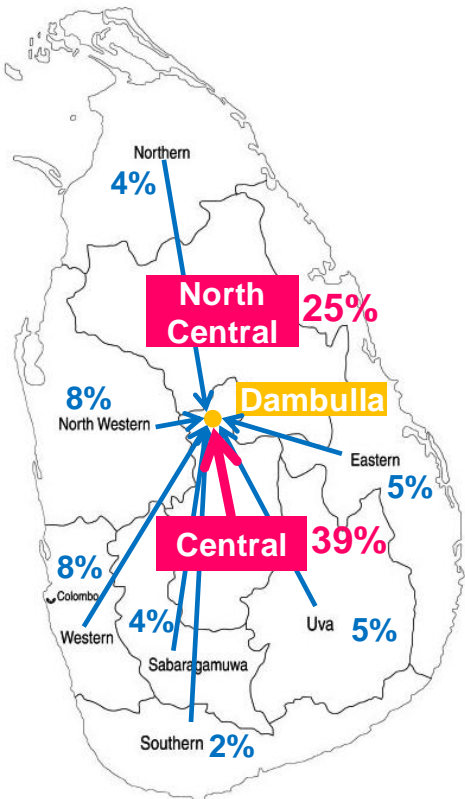 Northern
4%
North
Central
25%
8%
North Western
Dambulla
Eastern
5%
Central
39%
8%
Colombo
Western
4%
Sabaragamuwa
Uva
5%
Southern
2%